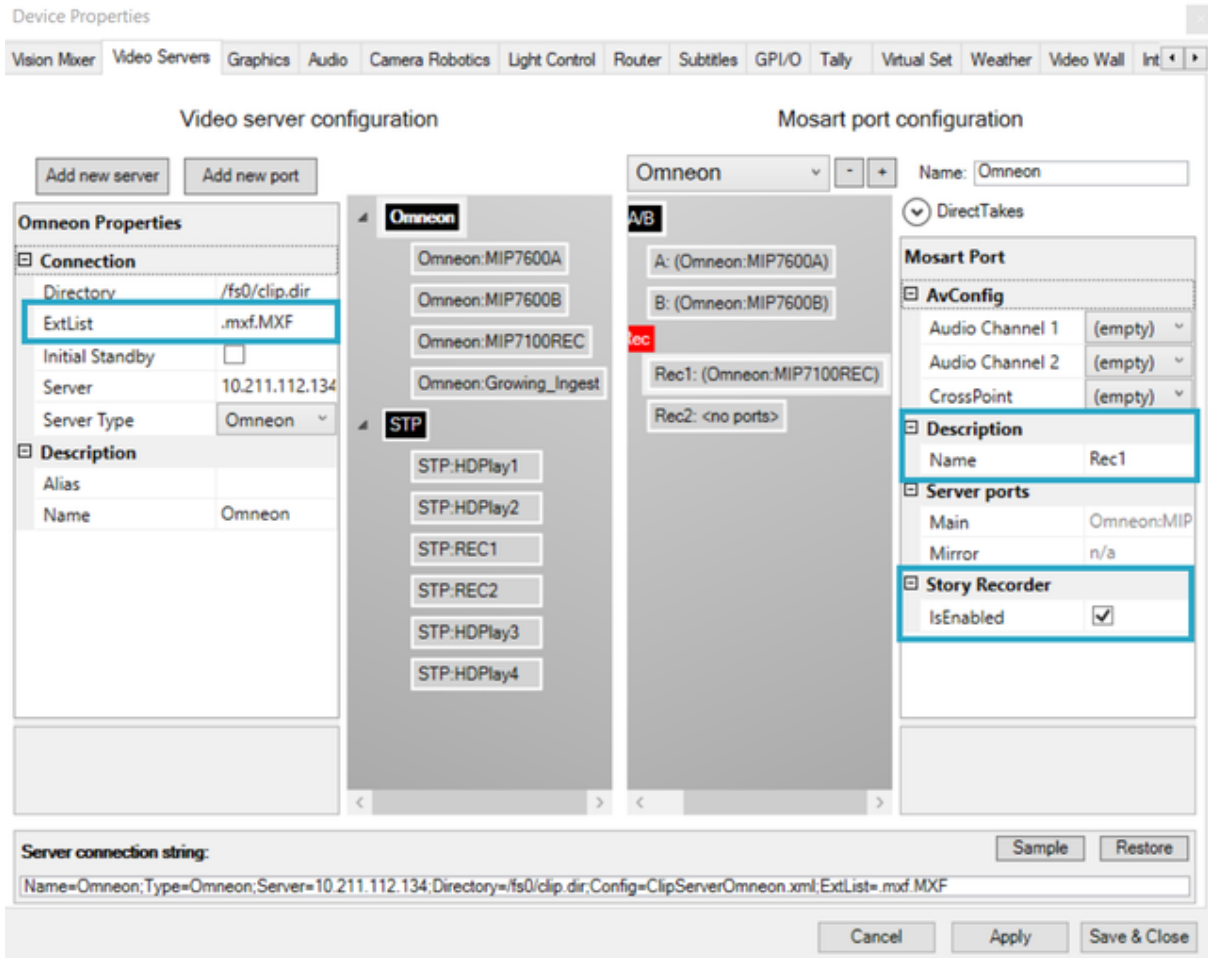 Device Properties
Vision Mixer Video Servers Graphics Audio Camera Robotics Light Control Router Subtitles GPI/O Tally Virtual Set Weather Video Wall Int
Video server configuration
Mosart port configuration
Add new server Add new port
Omneon - + Name: Omneon
DirectTakes
Omneon Properties
Connection
Directory /fs0/clip.dir
ExtList .mxf.MXF
Initial Standby
Server 10.211.112.134
Server Type Omneon
Description
Alias
Name Omneon
Omneon
Omneon:MIP7600A
Omneon:MIP7600B
Omneon:MIP7100REC
Omneon:Growing_Ingest
STP
STP:HDPlay1
STP:HDPlay2
STP:REC1
STP:REC2
STP:HDPlay3
STP:HDPlay4
A/B
A: (Omneon:MIP7600A)
B: (Omneon:MIP7600B)
Rec
Rec1: (Omneon:MIP7100REC)
Rec2: <no ports>
Mosart Port
AvConfig
Audio Channel 1 (empty)
Audio Channel 2 (empty)
CrossPoint (empty)
Description
Name Rec1
Server ports
Main Omneon:MIP
Mirror n/a
Story Recorder
IsEnabled
Server connection string:
Sample Restore
Name=Omneon;Type=Omneon;Server=10.211.112.134;Directory=/fs0/clip.dir;Config=ClipServerOmneon.xml;ExtList=.mxf.MXF
Cancel Apply Save & Close